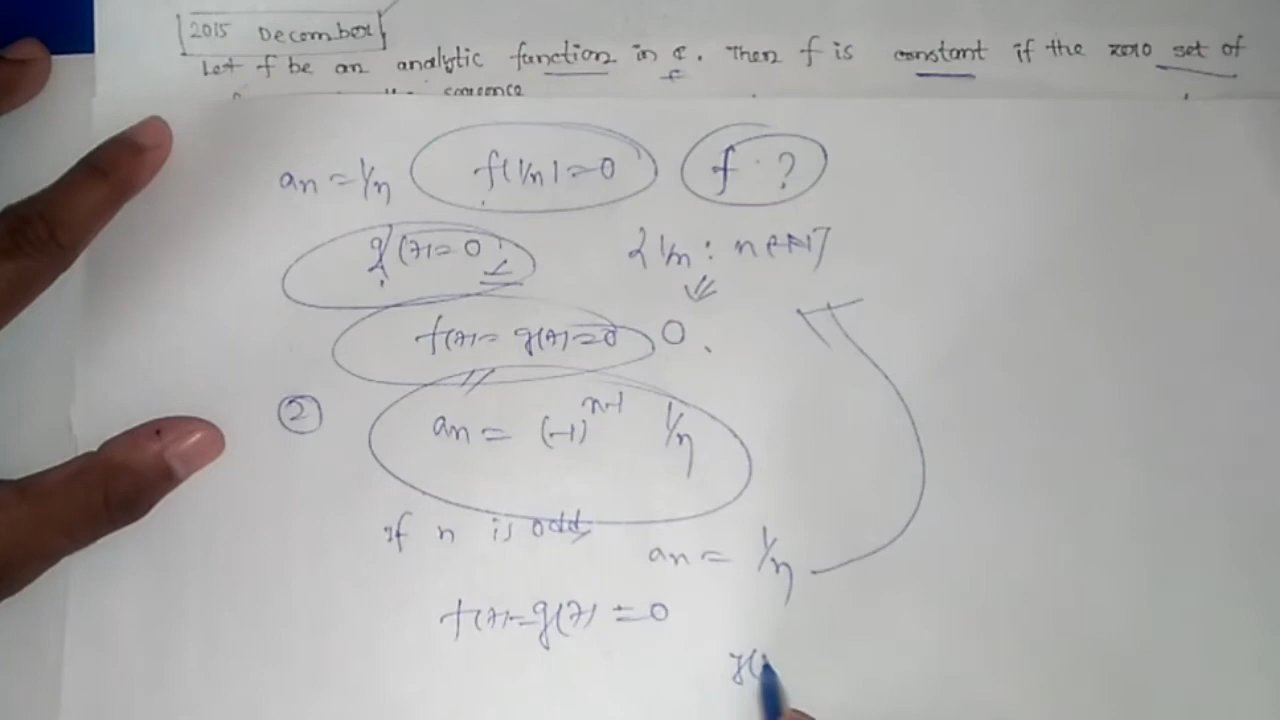 2015 December
Let f be an analytic function in ℂ. Then f is constant if the zero set of
an = 1/n f(1/n) = 0 f ?
g(z) = 0
{1/n : n ∈ ℕ}
f(z) = g(z) = 0 0.
② an = (-1)^{n-1} 1/n
if n is odd, an = 1/n
f(z) = g(z) = 0